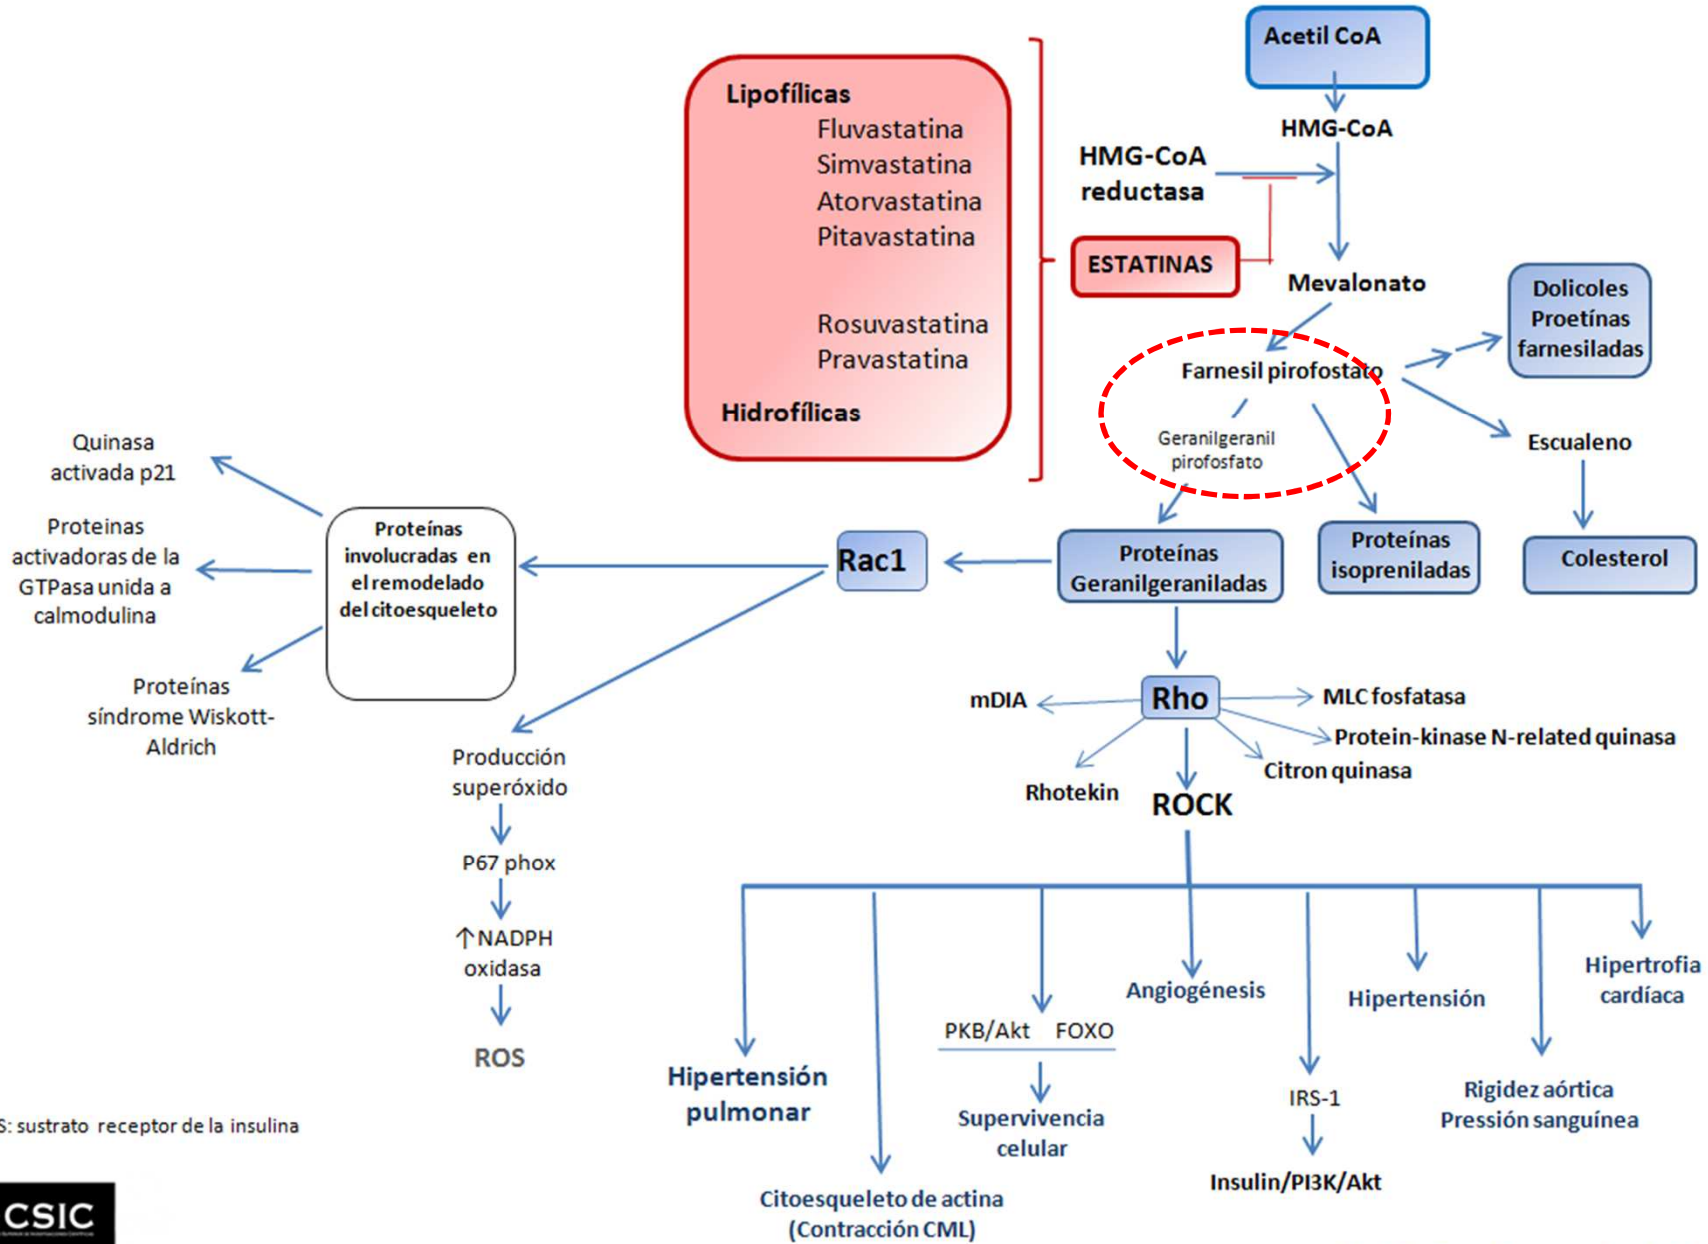 Acetil CoA
HMG-CoA
HMG-CoA
reductasa
Lipofílicas
Fluvastatina
Simvastatina
Atorvastatina
Pitavastatina
Rosuvastatina
Pravastatina
Hidrofílicas
ESTATINAS
Mevalonato
Dolicoles
Proetínas
farnesiladas
Farnesil pirofostato
Geranilgeranil
pirofosfato
Escualeno
Colesterol
Proteínas
isopreniladas
Proteínas
Geranilgeraniladas
Rac1
Proteínas
involucradas en
el remodelado
del citoesqueleto
Quinasa
activada p21
Proteinas
activadoras de la
GTPasa unida a
calmodulina
Proteínas
síndrome Wiskott-
Aldrich
Producción
superóxido
P67 phox
↑NADPH
oxidasa
ROS
Rho
mDIA
MLC fosfatasa
Protein-kinase N-related quinasa
Citron quinasa
Rhotekin
ROCK
Hipertensión
pulmonar
Citoesqueleto de actina
(Contracción CML)
PKB/Akt FOXO
Supervivencia
celular
Angiogénesis
IRS-1
Insulin/PI3K/Akt
Hipertensión
Rigidez aórtica
Pressión sanguínea
Hipertrofia
cardíaca
S: sustrato receptor de la insulina
CSIC